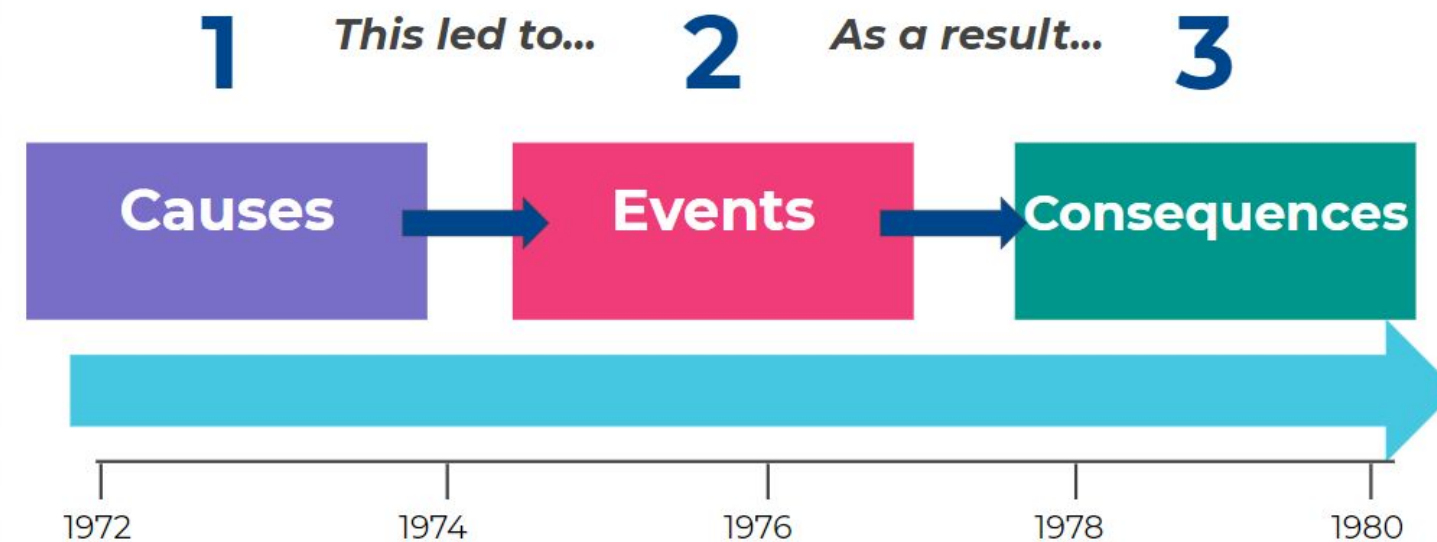 1 This led to... 2 As a result... 3
Causes Events Consequences
1972 1974 1976 1978 1980